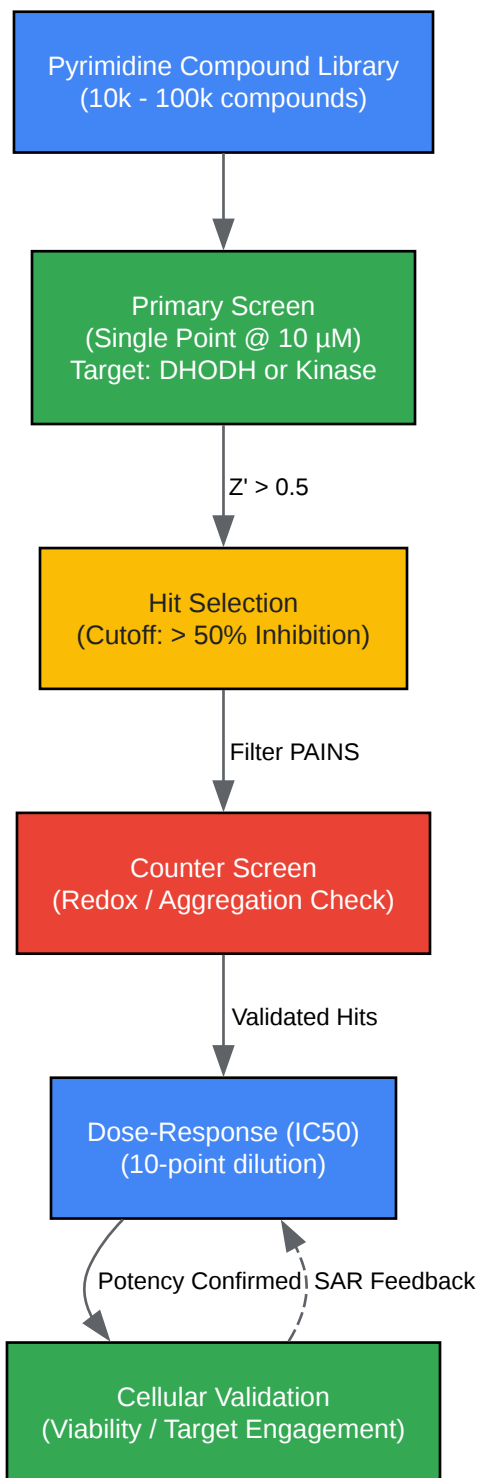 Pyrimidine Compound Library
(10k - 100k compounds)
Primary Screen
(Single Point @ 10 µM)
Target: DHODH or Kinase
Z' > 0.5
Hit Selection
(Cutoff: > 50% Inhibition)
Filter PAINS
Counter Screen
(Redox / Aggregation Check)
Validated Hits
Dose-Response (IC50)
(10-point dilution)
Potency Confirmed
SAR Feedback
Cellular Validation
(Viability / Target Engagement)